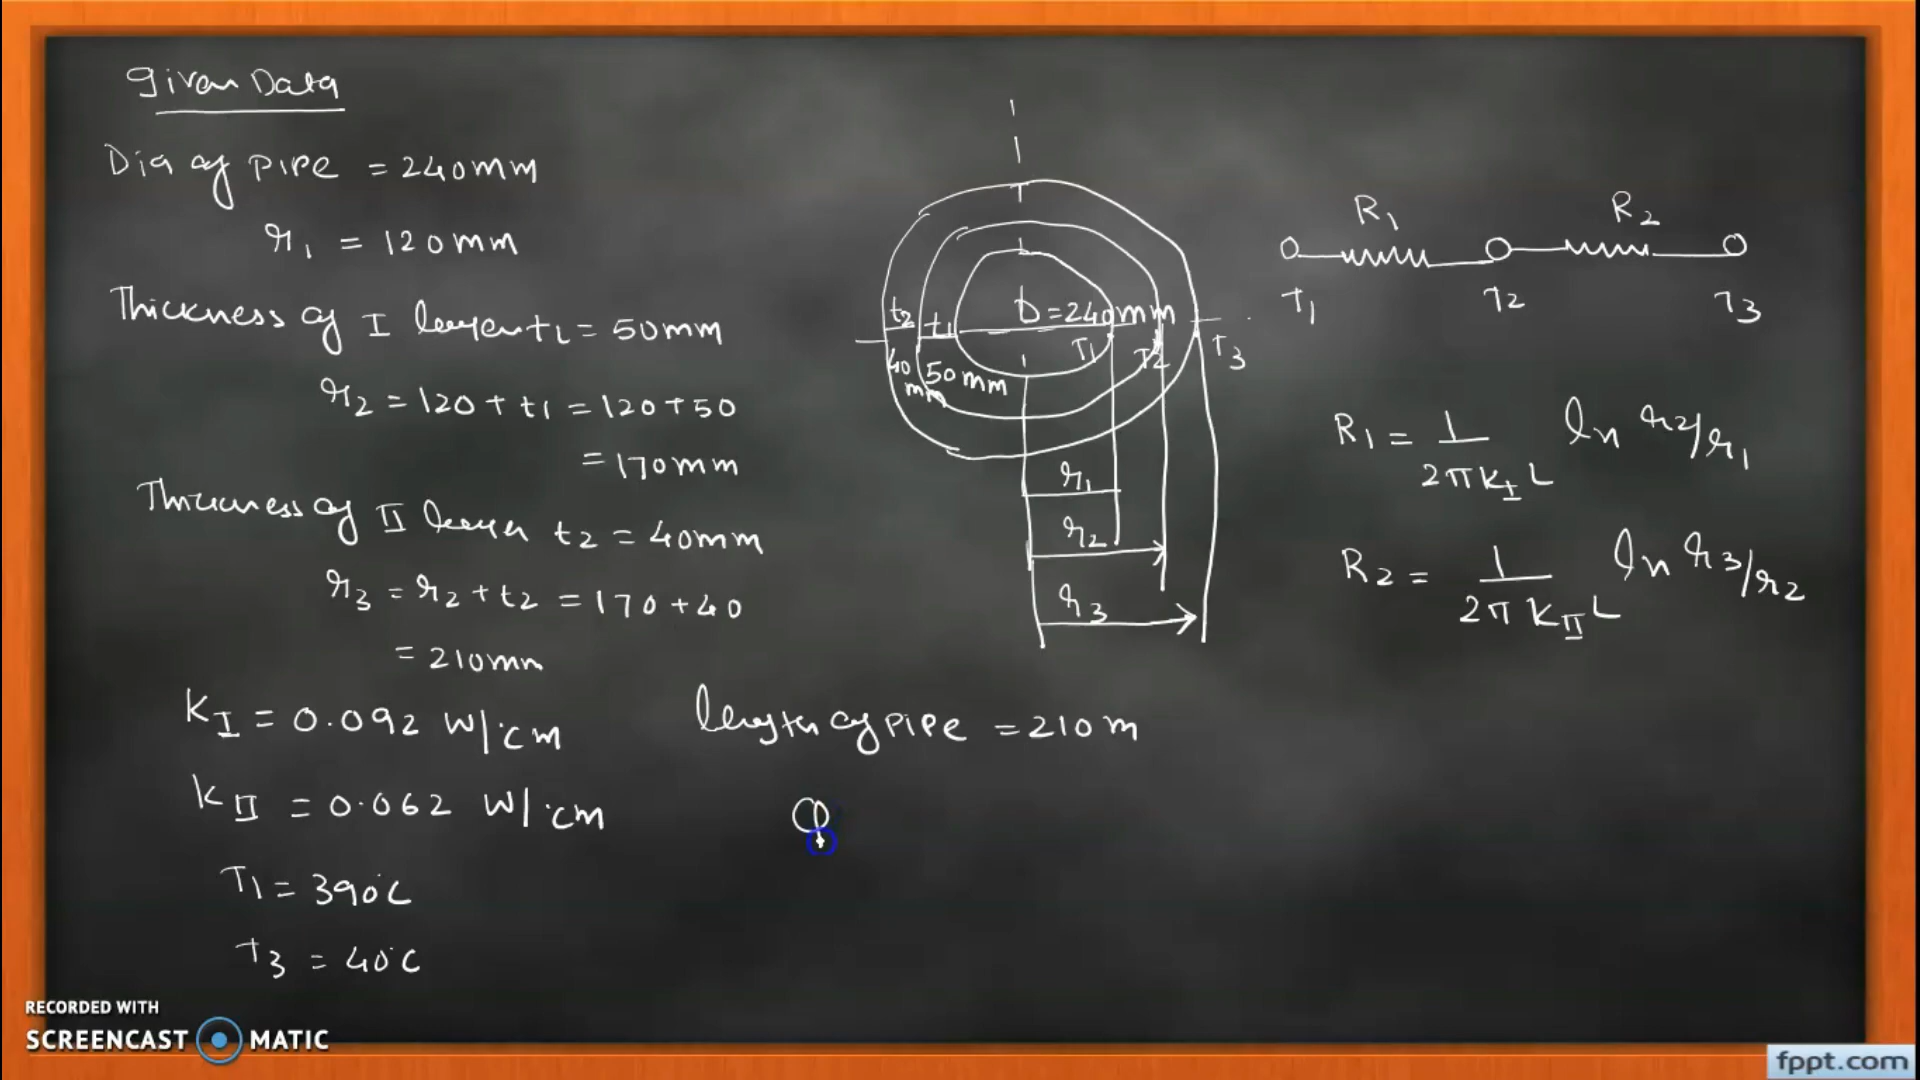 Given Data
Dia of pipe = 240mm
r1 = 120mm
Thickness of I layer t1 = 50mm
r2 = 120 + t1 = 120 + 50
= 170mm
Thickness of II layer t2 = 40mm
r3 = r2 + t2 = 170 + 40
= 210mm
KI = 0.092 W/°cm
KII = 0.062 W/°cm
T1 = 390°C
T3 = 40°C
D = 240mm
t2 t1
40 mm
50mm
T1 T2 T3
r1
r2
r3
length of pipe = 210 m
Q
R1 R2
T1 T2 T3
R1 = 1/2πKI L ln r2/r1
R2 = 1/2πKII L ln r3/r2
RECORDED WITH
SCREENCAST MATIC
fppt.com